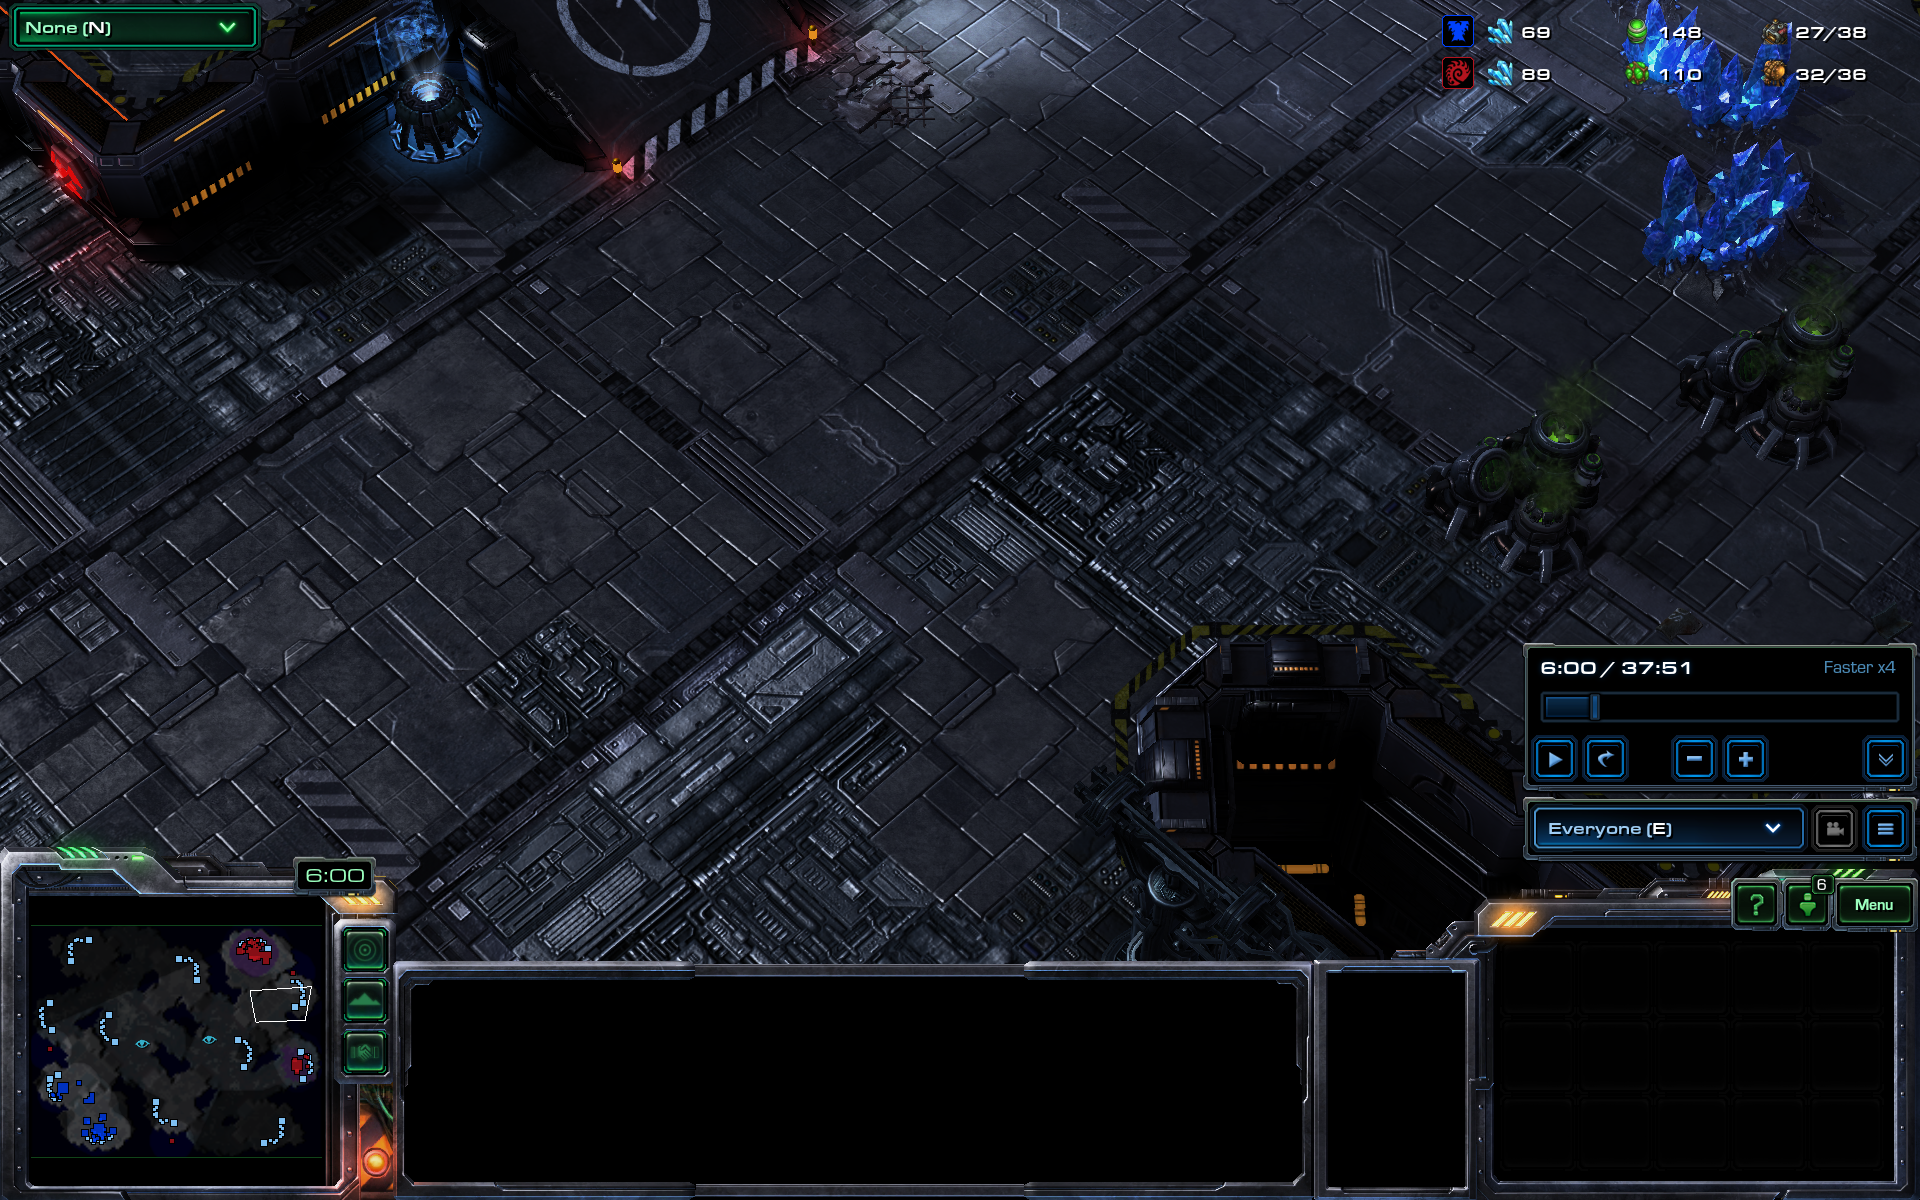 None (N)
69 148 27/38
89 110 32/36
6:00 / 37:51 Faster x4
Everyone (E)
6:00
?
6
Menu